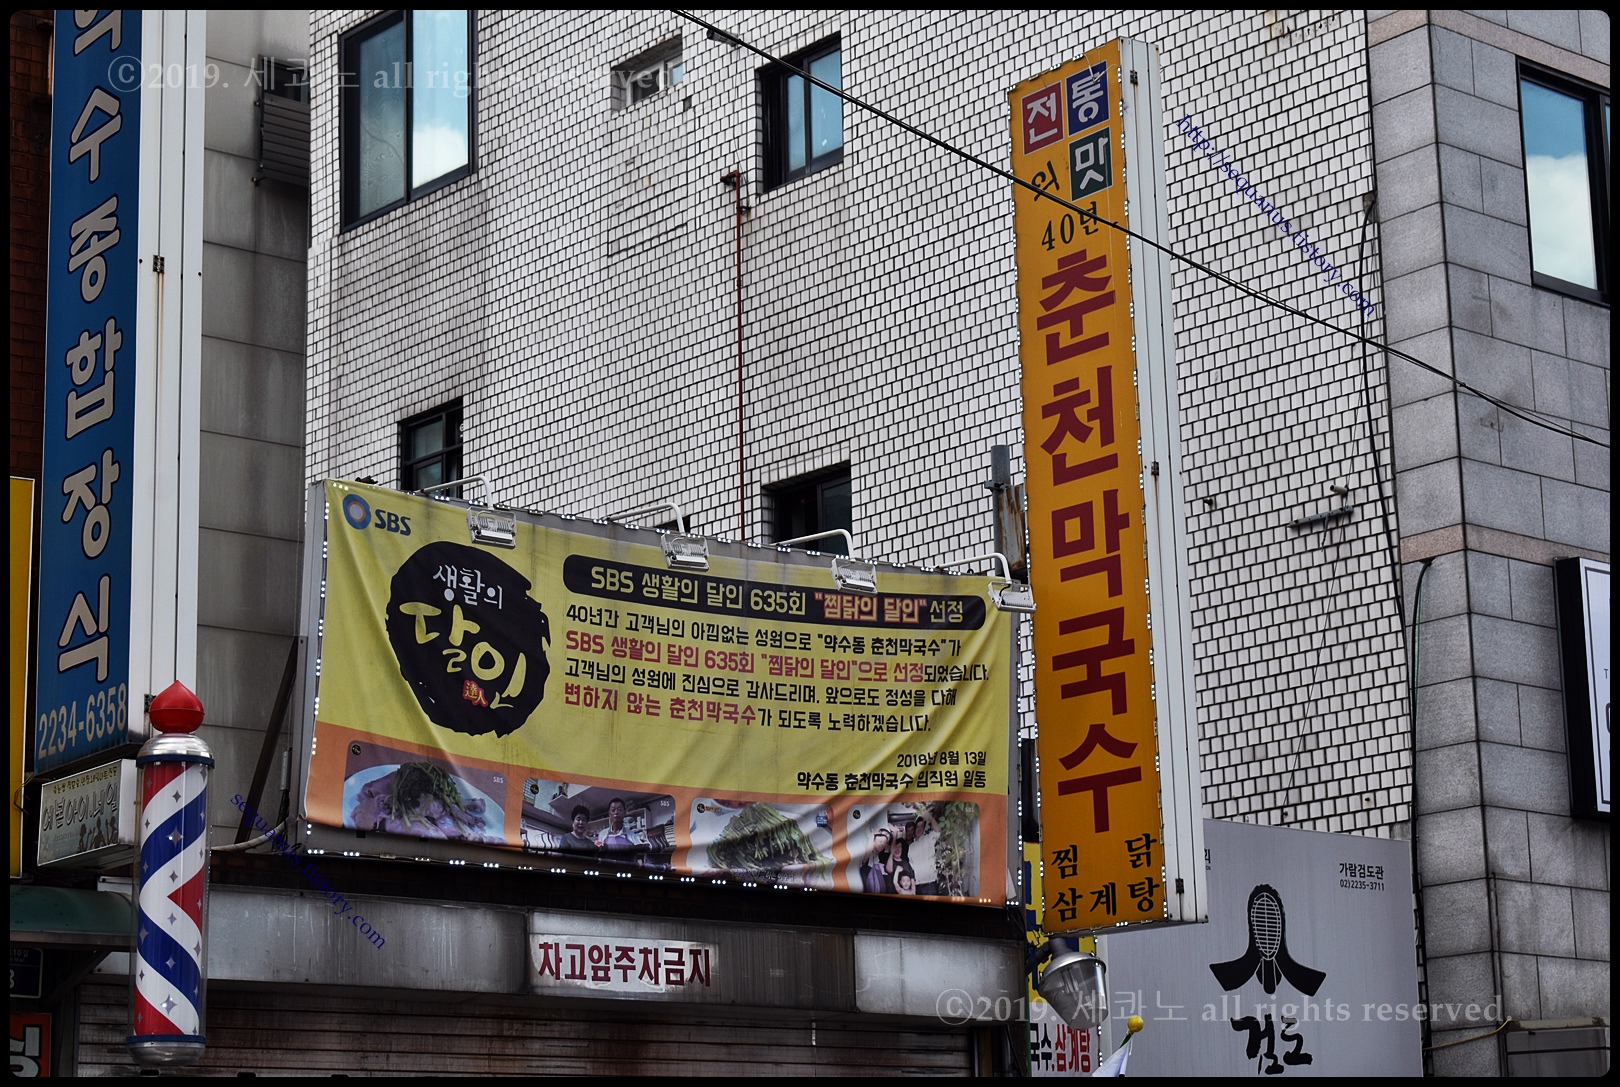 ©2019. 세콰노 all rights reserved.
http://sequanus.tistory.com
약수종합장식
2234-6358
전통
의 맛
40년
춘천막국수
찜 닭
삼계탕
SBS
생활의
달인
達人
SBS 생활의 달인 635회 "찜닭의 달인" 선정
40년간 고객님의 아낌없는 성원으로 "약수동 춘천막국수"가
SBS 생활의 달인 635회 "찜닭의 달인"으로 선정되었습니다.
고객님의 성원에 진심으로 감사드리며, 앞으로도 정성을 다해
변하지 않는 춘천막국수가 되도록 노력하겠습니다.
2018년 8월 13일
약수동 춘천막국수 임직원 일동
SBS
SBS
차고앞주차금지
가람검도관
02)2235-3711
검도
국수,삼계탕
©2019. 세콰노 all rights reserved.